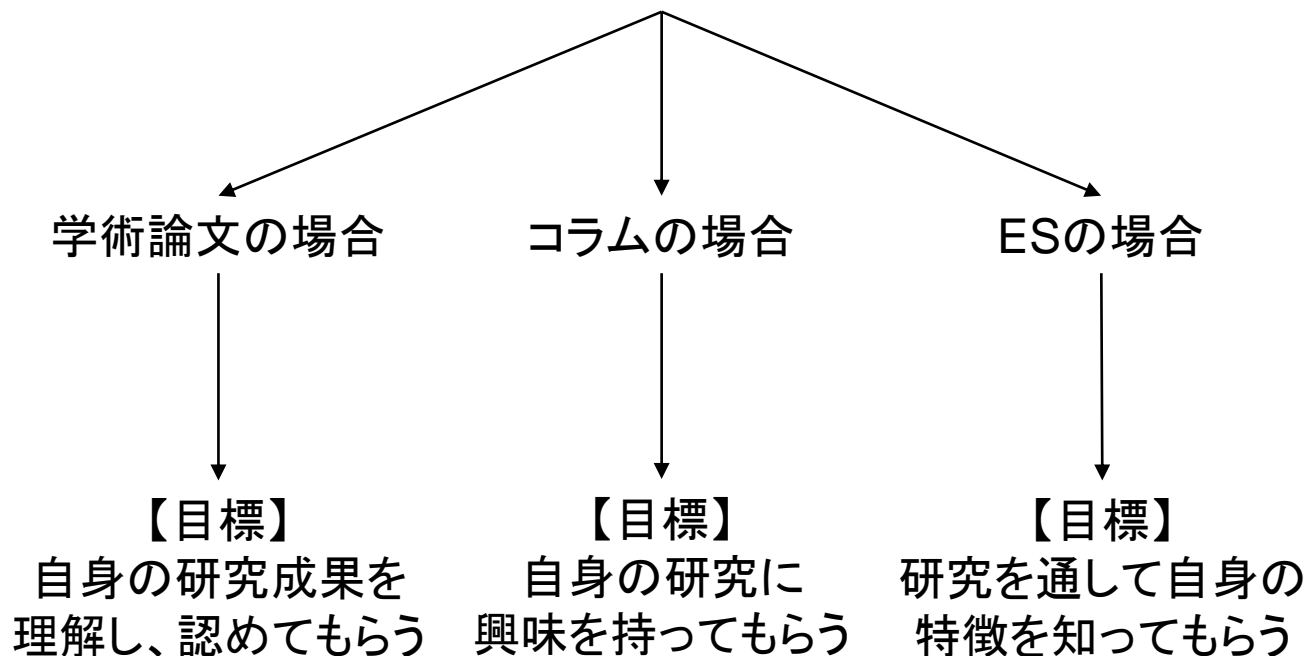 学術論文の場合
コラムの場合
ESの場合
【目標】
自身の研究成果を
理解し、認めてもらう
【目標】
自身の研究に
興味を持ってもらう
【目標】
研究を通して自身の
特徴を知ってもらう